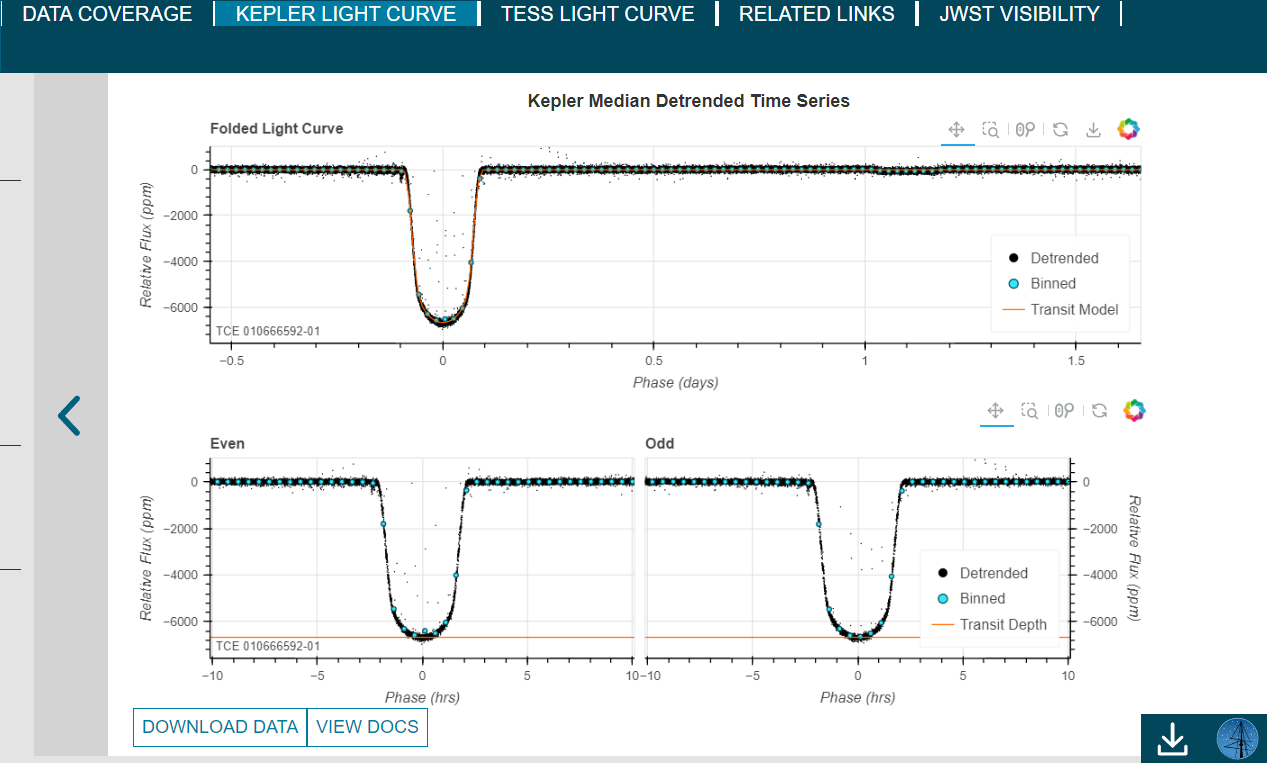 DATA COVERAGE KEPLER LIGHT CURVE TESS LIGHT CURVE RELATED LINKS JWST VISIBILITY
Kepler Median Detrended Time Series
Folded Light Curve
0
−2000
−4000
−6000
Relative Flux (ppm)
Detrended
Binned
Transit Model
TCE 010666592-01
−0.5 0 0.5 1 1.5
Phase (days)
Even
0
−2000
−4000
−6000
Relative Flux (ppm)
TCE 010666592-01
−10 −5 0 5 10
Phase (hrs)
Odd
0
−2000
−4000
−6000
Relative Flux (ppm)
Detrended
Binned
Transit Depth
−10 −5 0 5 10
Phase (hrs)
DOWNLOAD DATA VIEW DOCS